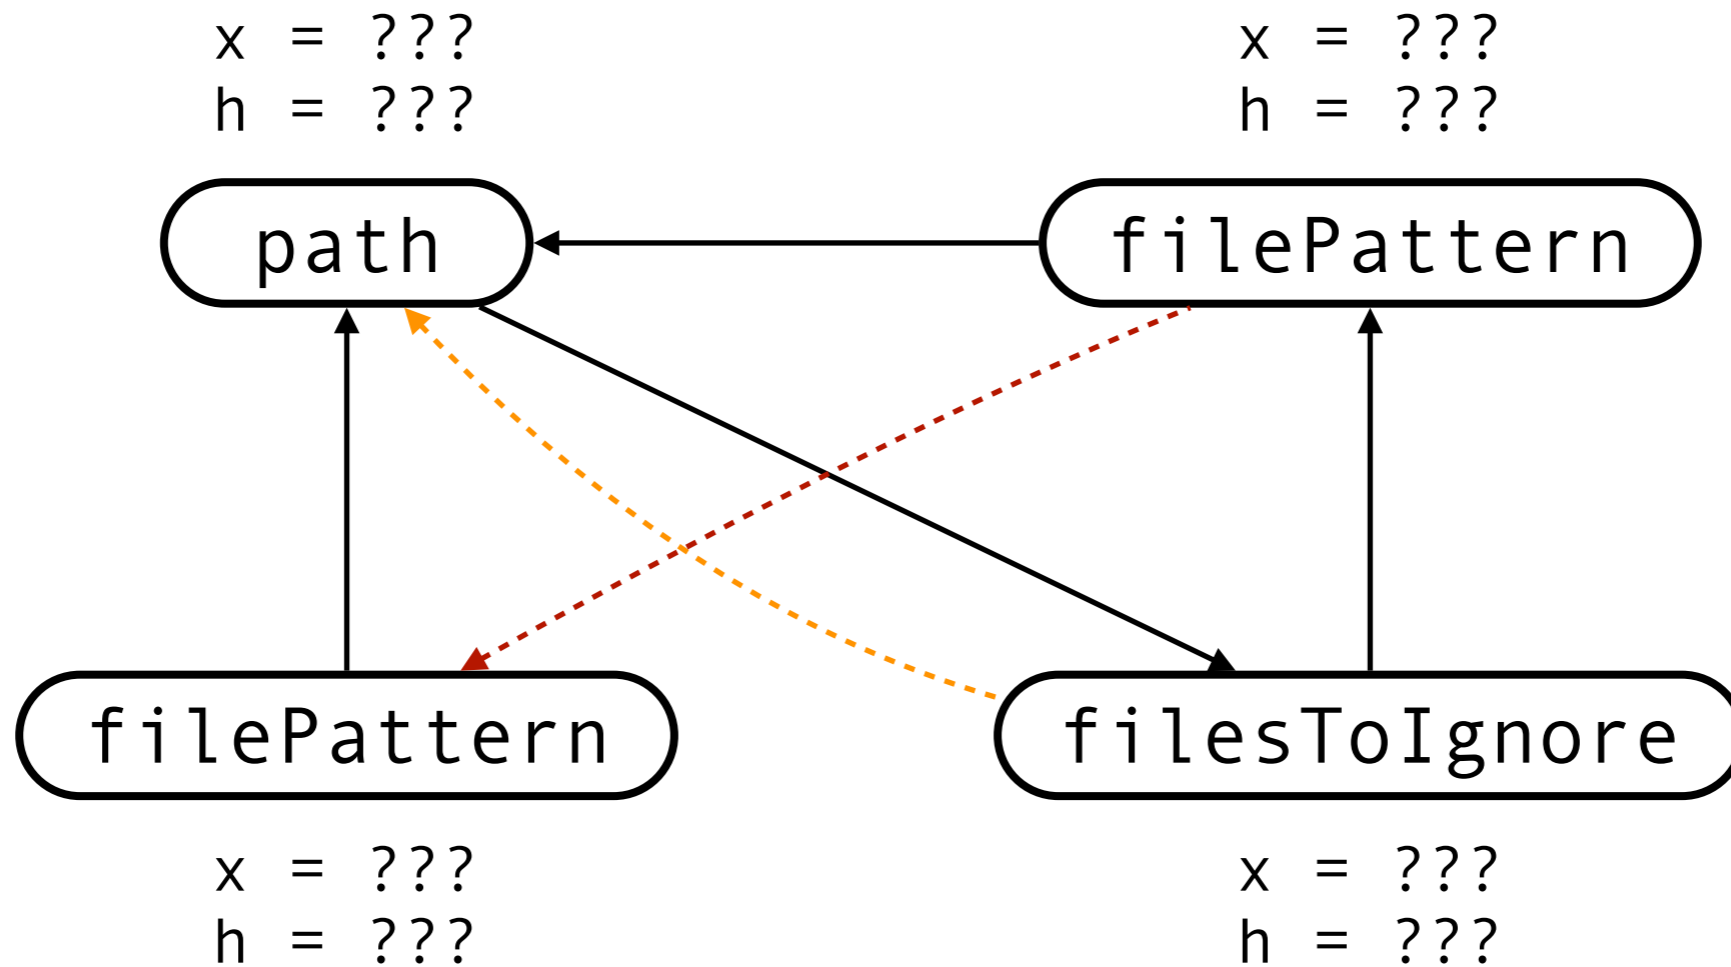 x = ???
h = ???
x = ???
h = ???
path
filePattern
filePattern
filesToIgnore
x = ???
h = ???
x = ???
h = ???